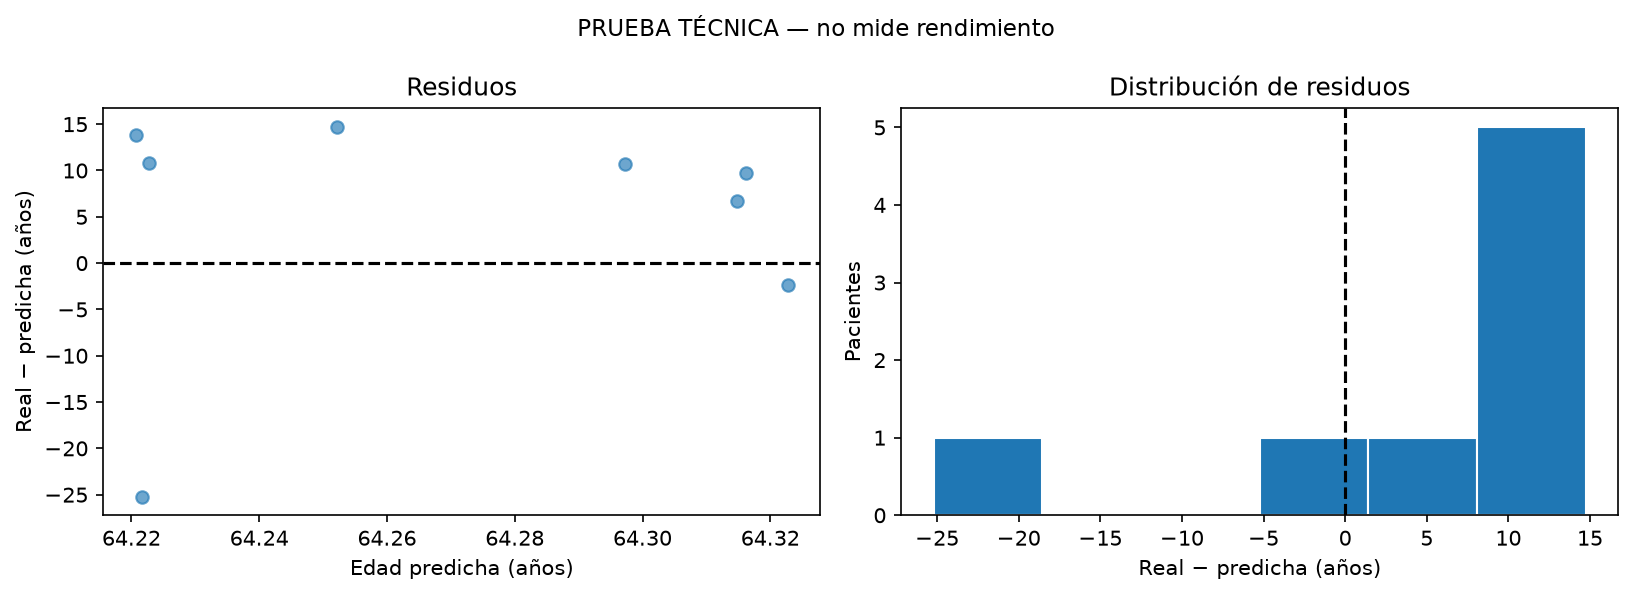 PRUEBA TÉCNICA — no mide rendimiento
Residuos
Real − predicha (años)
15
10
5
0
−5
−10
−15
−20
−25
64.22 64.24 64.26 64.28 64.30 64.32
Edad predicha (años)
Distribución de residuos
Pacientes
5
4
3
2
1
0
−25 −20 −15 −10 −5 0 5 10 15
Real − predicha (años)